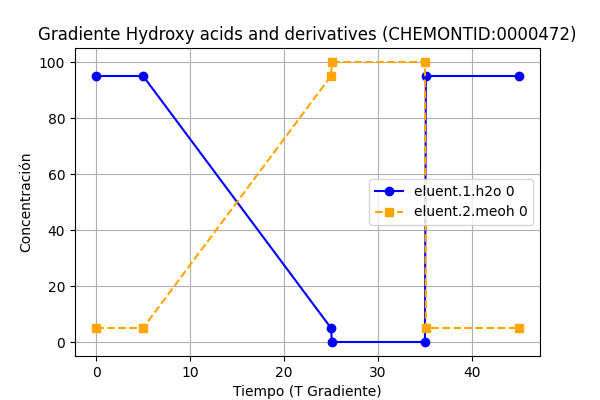 Gradiente Hydroxy acids and derivatives (CHEMONTID:0000472)
100
80
60
40
20
0
Concentración
eluent.1.h2o 0
eluent.2.meoh 0
0 10 20 30 40
Tiempo (T Gradiente)